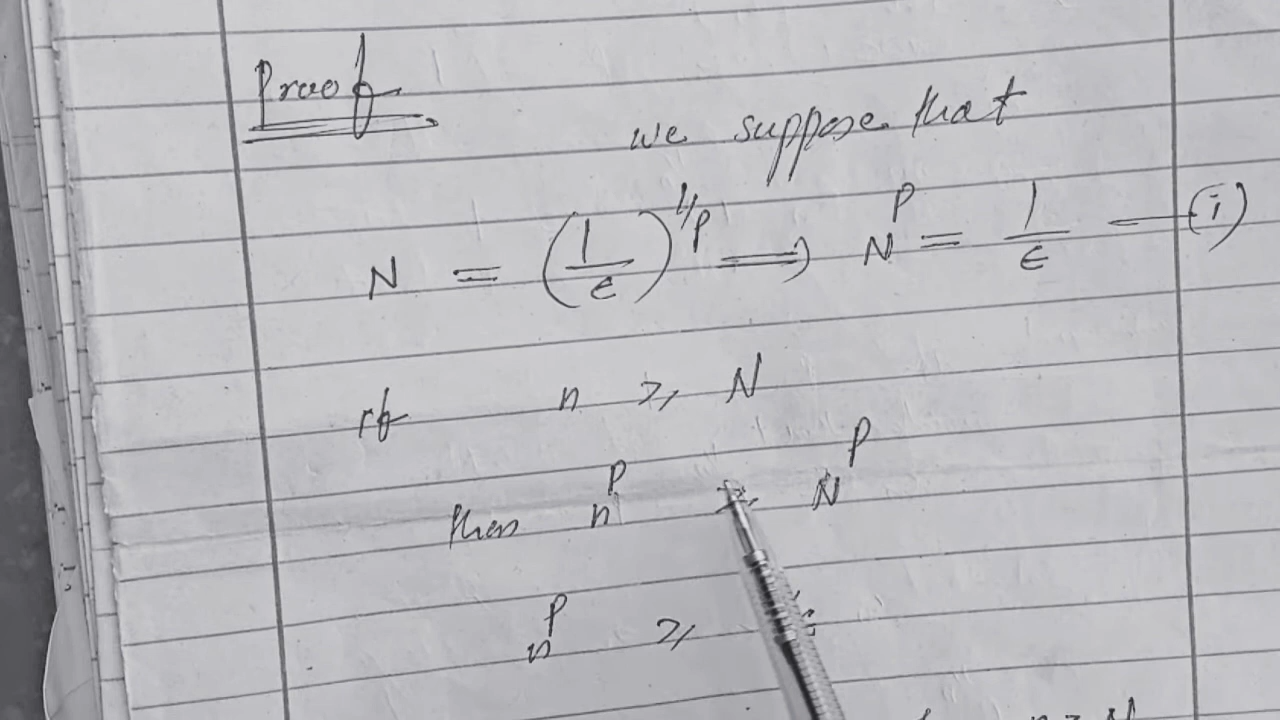 Proof
we suppose that
N = (1/ε)^1/P ⟹ N^P = 1/ε — (i)
if n ≥ N
then n^P ≥ N^P
n^P ≥
n ≥ N